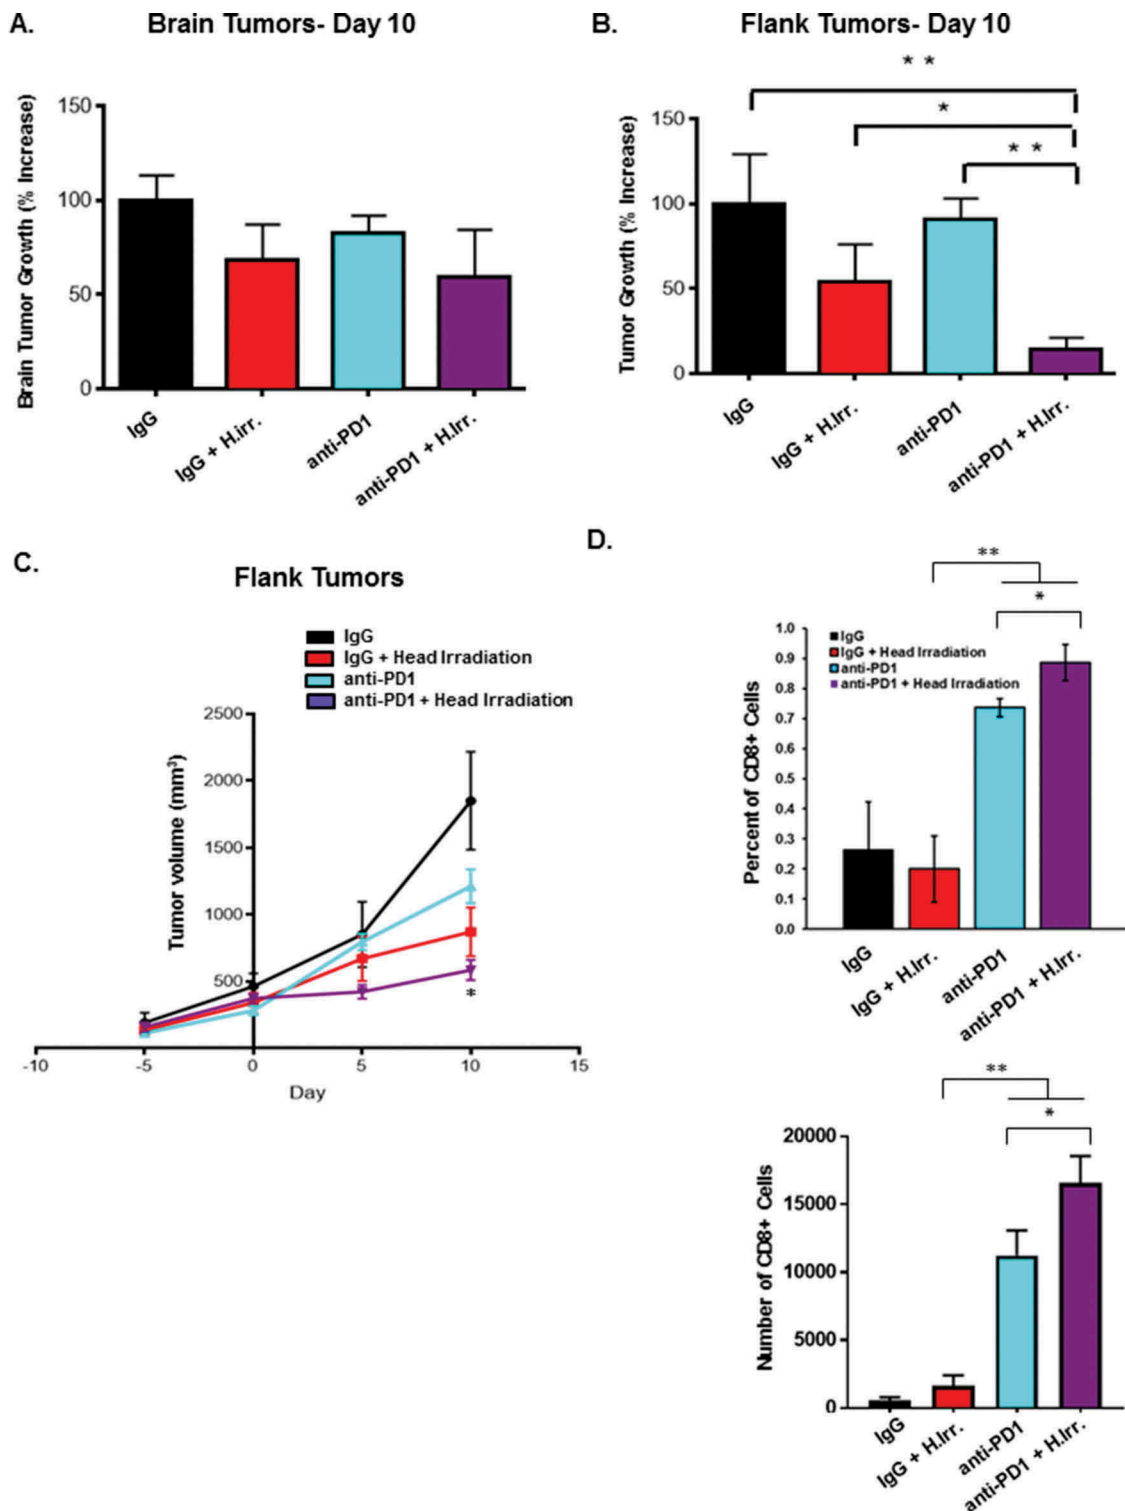 A.
Brain Tumors- Day 10
Brain Tumor Growth (% Increase)
150
100
50
0
IgG
IgG + H.irr.
anti-PD1
anti-PD1 + H.Irr.
B.
Flank Tumors- Day 10
* *
*
* *
Tumor Growth (% Increase)
150
100
50
0
IgG
IgG + H.Irr.
anti-PD1
anti-PD1 + H.Irr.
C.
Flank Tumors
IgG
IgG + Head Irradiation
anti-PD1
anti-PD1 + Head Irradiation
Tumor volume (mm³)
2500
2000
1500
1000
500
*
-10
-5
0
5
10
15
Day
D.
**
*
Percent of CD8+ Cells
1.0
0.9
0.8
0.7
0.6
0.5
0.4
0.3
0.2
0.1
0.0
IgG
IgG + Head Irradiation
anti-PD1
anti-PD1 + Head Irradiation
IgG
IgG + H.Irr.
anti-PD1
anti-PD1 + H.Irr.
**
*
Number of CD8+ Cells
20000
15000
10000
5000
0
IgG
IgG + H.Irr.
anti-PD1
anti-PD1 + H.Irr.